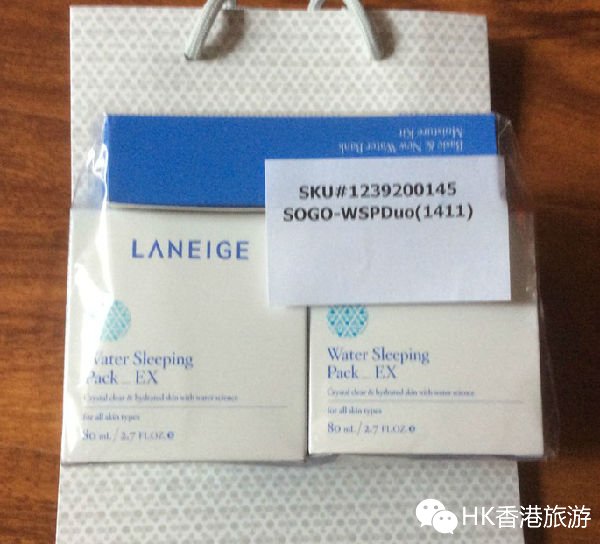 Basic & New Water Bank
Moisture Kit
SKU#1239200145
SOGO-WSPDuo(1411)
LANEIGE
Water Sleeping
Pack_EX
Crystal clear & hydrated skin with water science
for all skin types
80 mL / 2.7 FL.OZ.e
Water Sleeping
Pack_EX
Crystal clear & hydrated skin with water science
for all skin types
80 mL / 2.7 FL.OZ.e
HK香港旅游